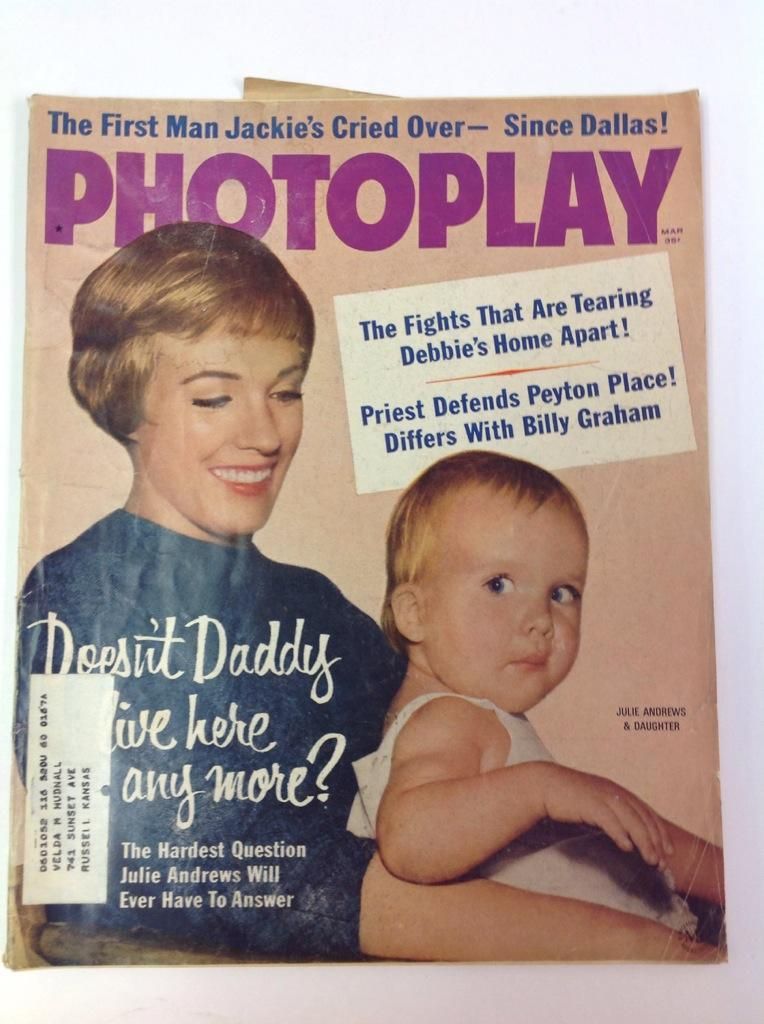 The First Man Jackie's Cried Over— Since Dallas!
PHOTOPLAY
MAR
35¢
The Fights That Are Tearing
Debbie's Home Apart!
Priest Defends Peyton Place!
Differs With Billy Graham
Doesn't Daddy
live here
any more?
JULIE ANDREWS
& DAUGHTER
The Hardest Question
Julie Andrews Will
Ever Have To Answer
VELDA M HUDNALL
741 SUNSET AVE
RUSSELL KANSAS